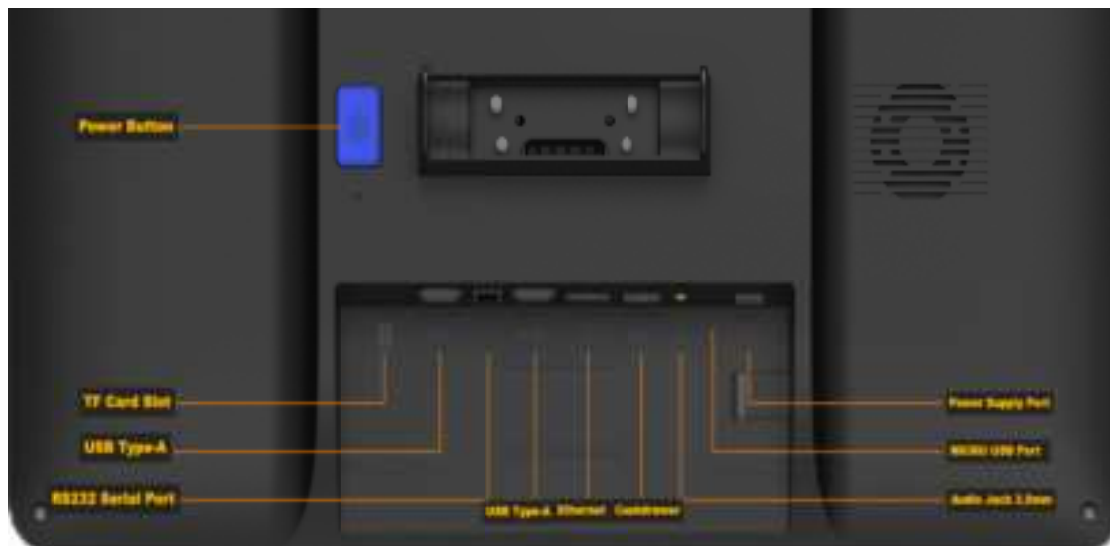 Power Button
TF Card Slot
Power Supply Port
USB Type-A
MICRO USB Port
RS232 Serial Port
USB Type-A
Ethernet
Cashdrawer
Audio Jack 3.5mm